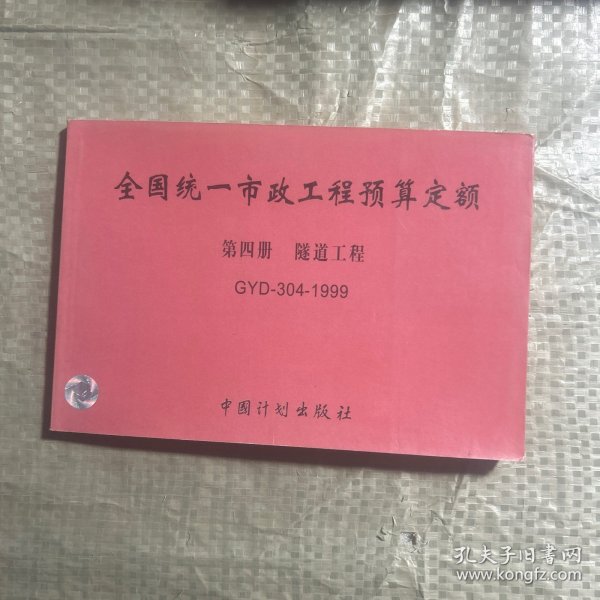 全国统一市政工程预算定额
第四册 隧道工程
GYD-304-1999
中国计划出版社
孔夫子旧书网
www.kongfz.com